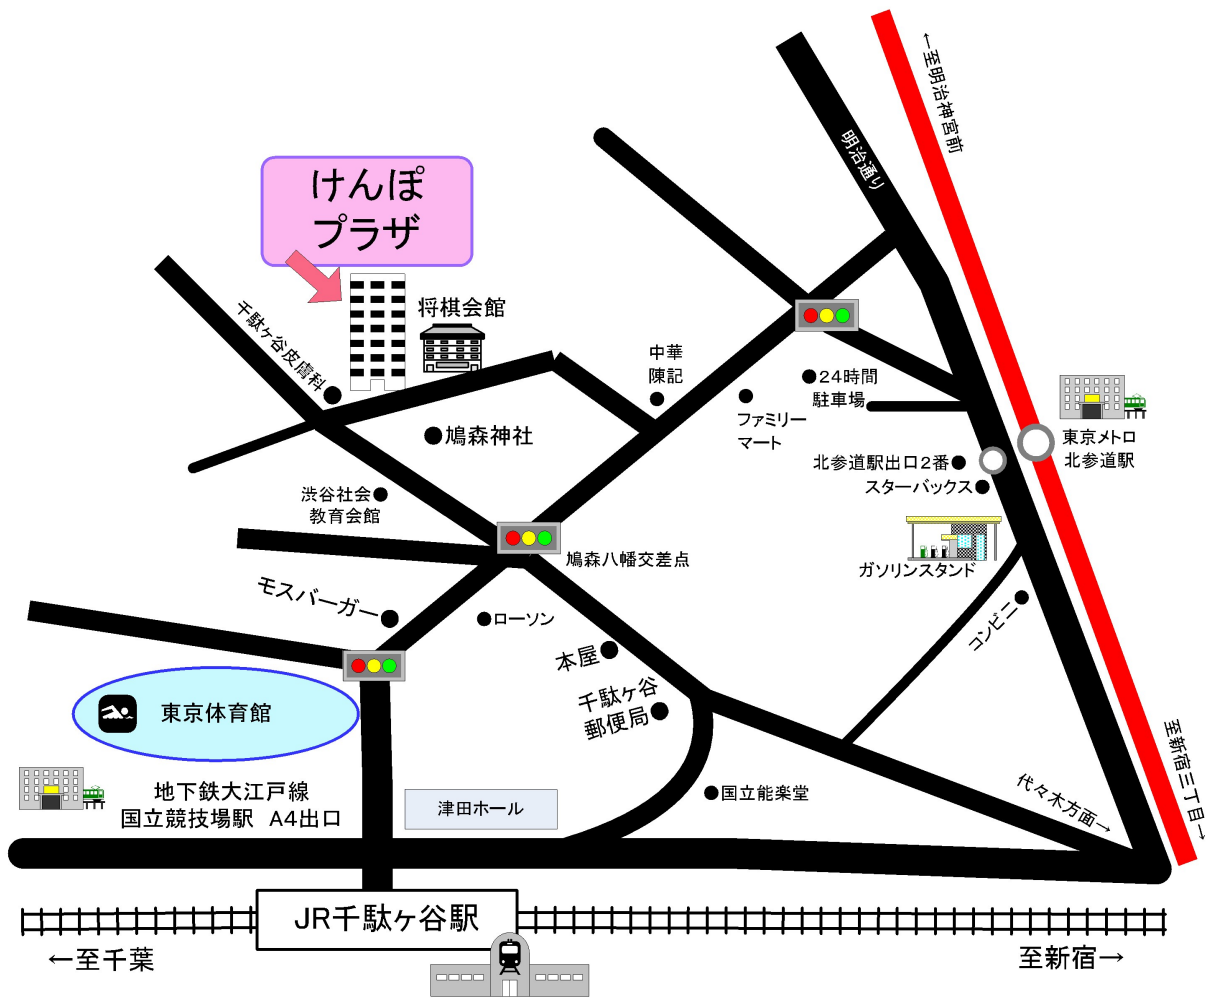 ←至明治神宮前
明治通り
けんぽ
プラザ
将棋会館
千駄ヶ谷皮膚科
中華
陳記
24時間
駐車場
ファミリー
マート
東京メトロ
北参道駅
鳩森神社
北参道駅出口2番
スターバックス
渋谷社会
教育会館
鳩森八幡交差点
ガソリンスタンド
モスバーガー
ローソン
コンビニ
本屋
千駄ヶ谷
郵便局
東京体育館
至新宿三丁目→
地下鉄大江戸線
国立競技場駅 A4出口
津田ホール
国立能楽堂
代々木方面→
JR千駄ヶ谷駅
←至千葉
至新宿→